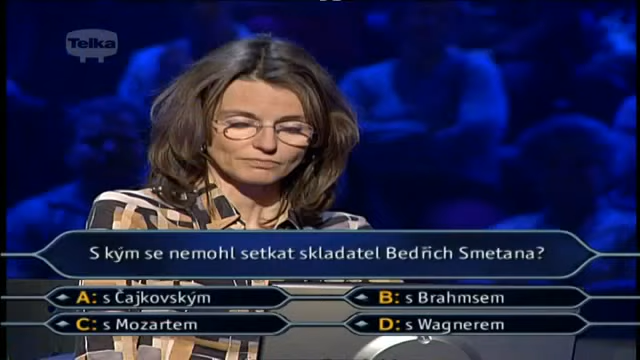 Telka
S kým se nemohl setkat skladatel Bedřich Smetana?
A: s Čajkovským
B: s Brahmsem
C: s Mozartem
D: s Wagnerem